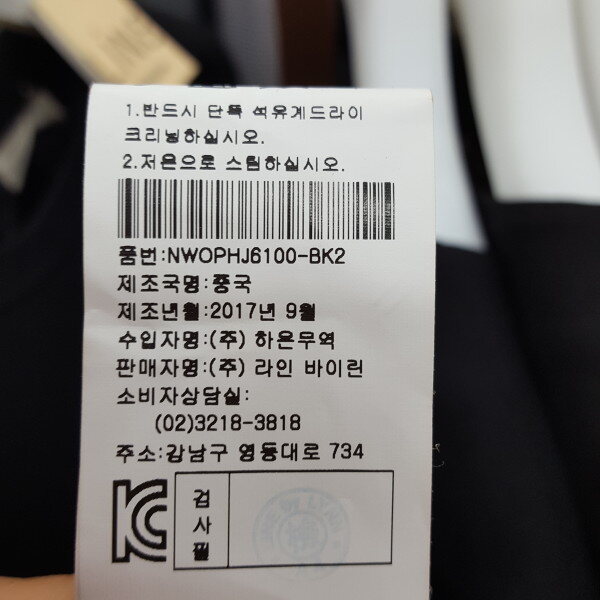 1.반드시 단독 석유계드라이
크리닝하십시오.
2.저온으로 스팀하십시오.
품번:NWOPHJ6100-BK2
제조국명:중국
제조년월:2017년 9월
수입자명:(주) 하은무역
판매자명:(주) 라인 바이린
소비자상담실:
(02)3218-3818
주소:강남구 영동대로 734
검
사
필